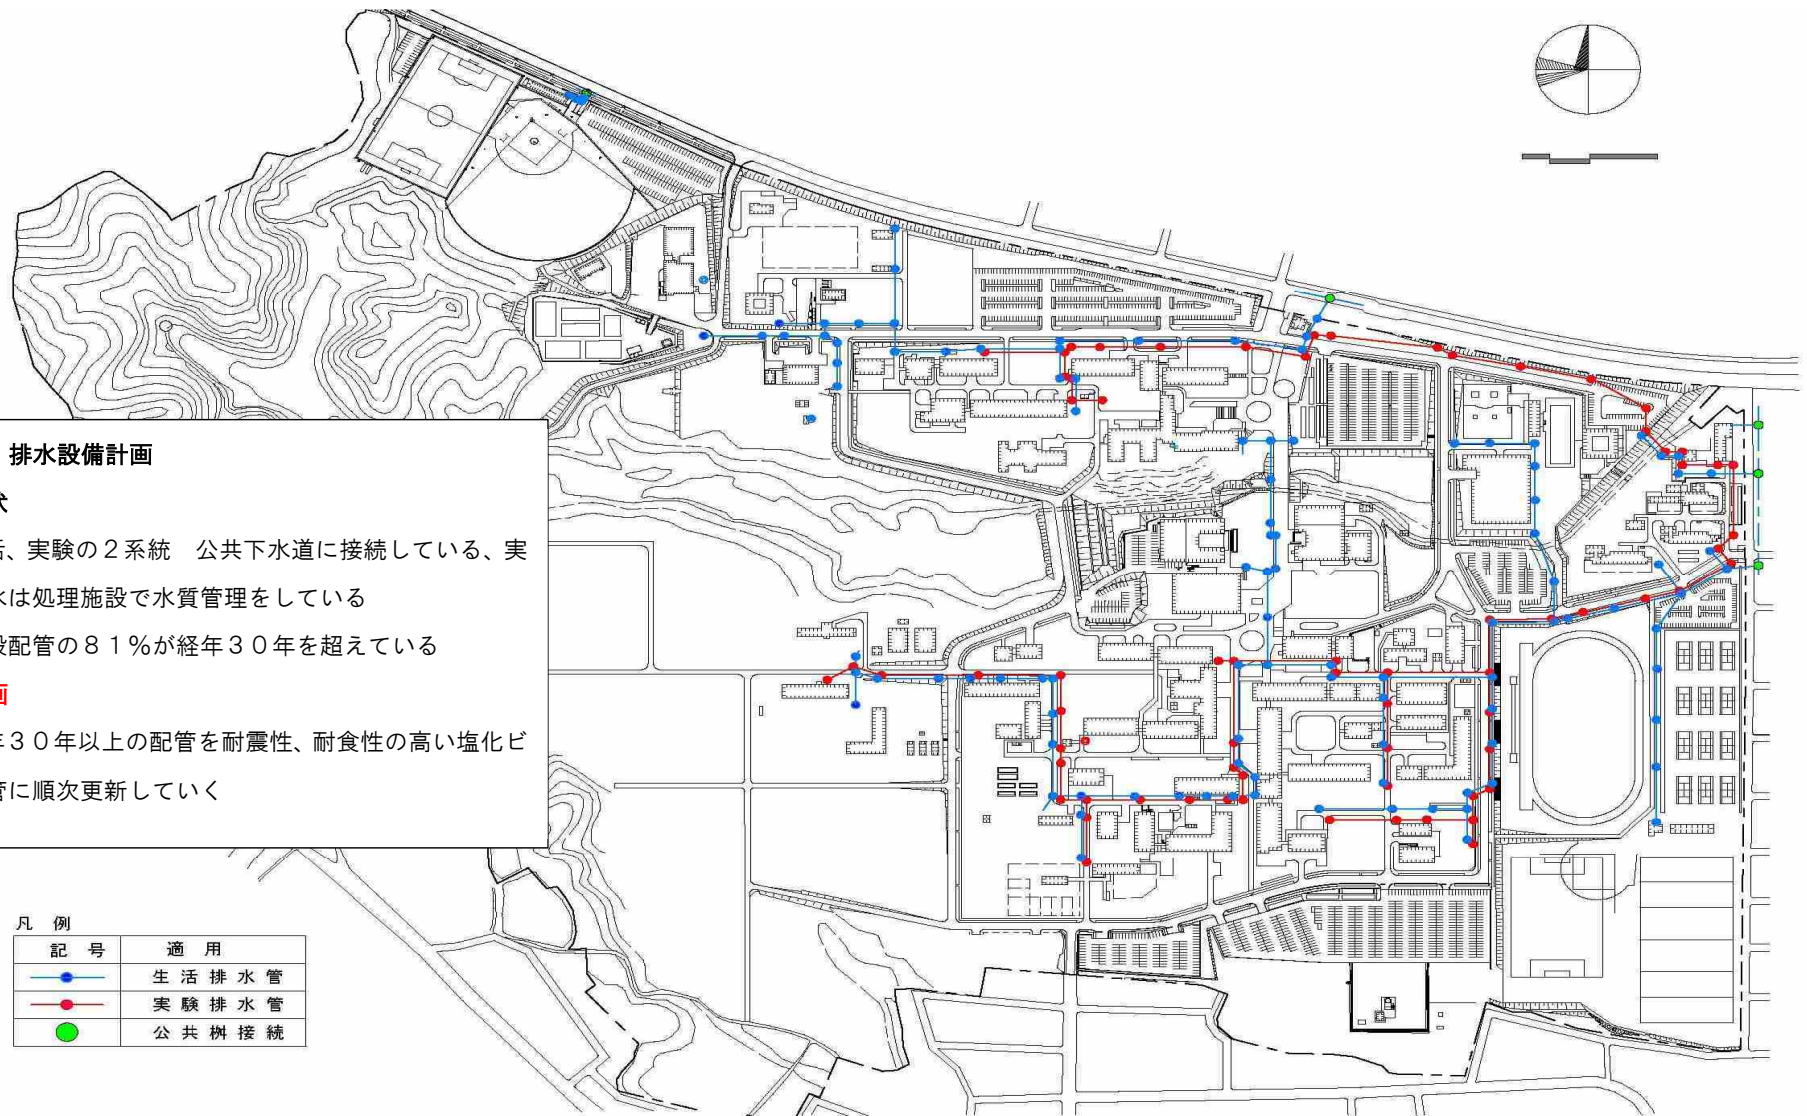 排水設備計画
状
舌、実験の２系統　公共下水道に接続している、実
水は処理施設で水質管理をしている
設配管の８１％が経年３０年を超えている
画
年３０年以上の配管を耐震性、耐食性の高い塩化ビ
管に順次更新していく
凡 例
記 号　適 用
生 活 排 水 管
実 験 排 水 管
公 共 桝 接 続